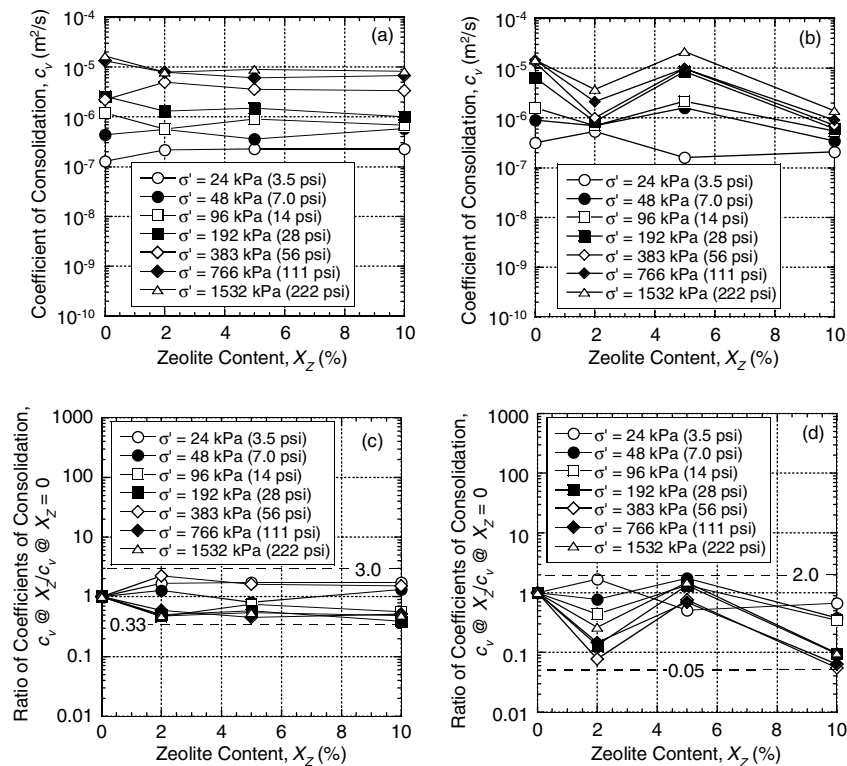 Coefficient of Consolidation, cᵥ (m²/s)
10⁻⁴
10⁻⁵
10⁻⁶
10⁻⁷
10⁻⁸
10⁻⁹
10⁻¹⁰
(a)
σ' = 24 kPa (3.5 psi)
σ' = 48 kPa (7.0 psi)
σ' = 96 kPa (14 psi)
σ' = 192 kPa (28 psi)
σ' = 383 kPa (56 psi)
σ' = 766 kPa (111 psi)
σ' = 1532 kPa (222 psi)
0 2 4 6 8 10
Zeolite Content, X_Z (%)
Coefficient of Consolidation, cᵥ (m²/s)
10⁻⁴
10⁻⁵
10⁻⁶
10⁻⁷
10⁻⁸
10⁻⁹
10⁻¹⁰
(b)
σ' = 24 kPa (3.5 psi)
σ' = 48 kPa (7.0 psi)
σ' = 96 kPa (14 psi)
σ' = 192 kPa (28 psi)
σ' = 383 kPa (56 psi)
σ' = 766 kPa (111 psi)
σ' = 1532 kPa (222 psi)
0 2 4 6 8 10
Zeolite Content, X_Z (%)
Ratio of Coefficients of Consolidation,
cᵥ @ X_Z/cᵥ @ X_Z = 0
1000
100
10
1
0.1
0.01
(c)
σ' = 24 kPa (3.5 psi)
σ' = 48 kPa (7.0 psi)
σ' = 96 kPa (14 psi)
σ' = 192 kPa (28 psi)
σ' = 383 kPa (56 psi)
σ' = 766 kPa (111 psi)
σ' = 1532 kPa (222 psi)
3.0
0.33
0 2 4 6 8 10
Zeolite Content, X_Z (%)
Ratio of Coefficients of Consolidation,
cᵥ @ X_Z/cᵥ @ X_Z = 0
1000
100
10
1
0.1
0.01
(d)
σ' = 24 kPa (3.5 psi)
σ' = 48 kPa (7.0 psi)
σ' = 96 kPa (14 psi)
σ' = 192 kPa (28 psi)
σ' = 383 kPa (56 psi)
σ' = 766 kPa (111 psi)
σ' = 1532 kPa (222 psi)
2.0
0.05
0 2 4 6 8 10
Zeolite Content, X_Z (%)